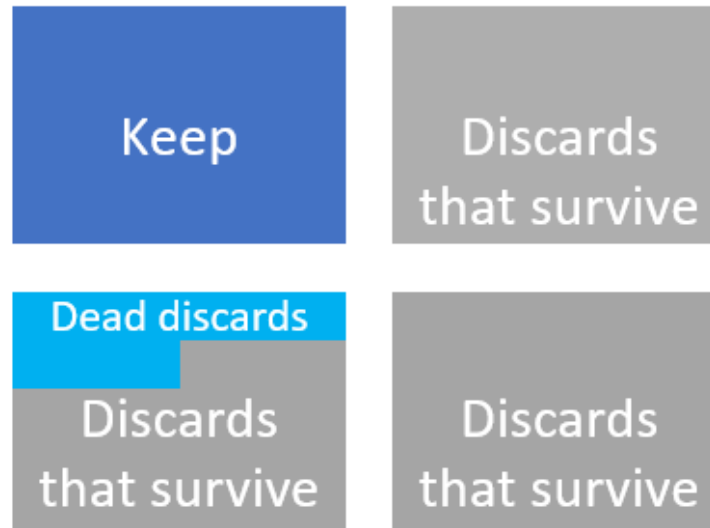 Keep
Discards
that survive
Dead discards
Discards
that survive
Discards
that survive